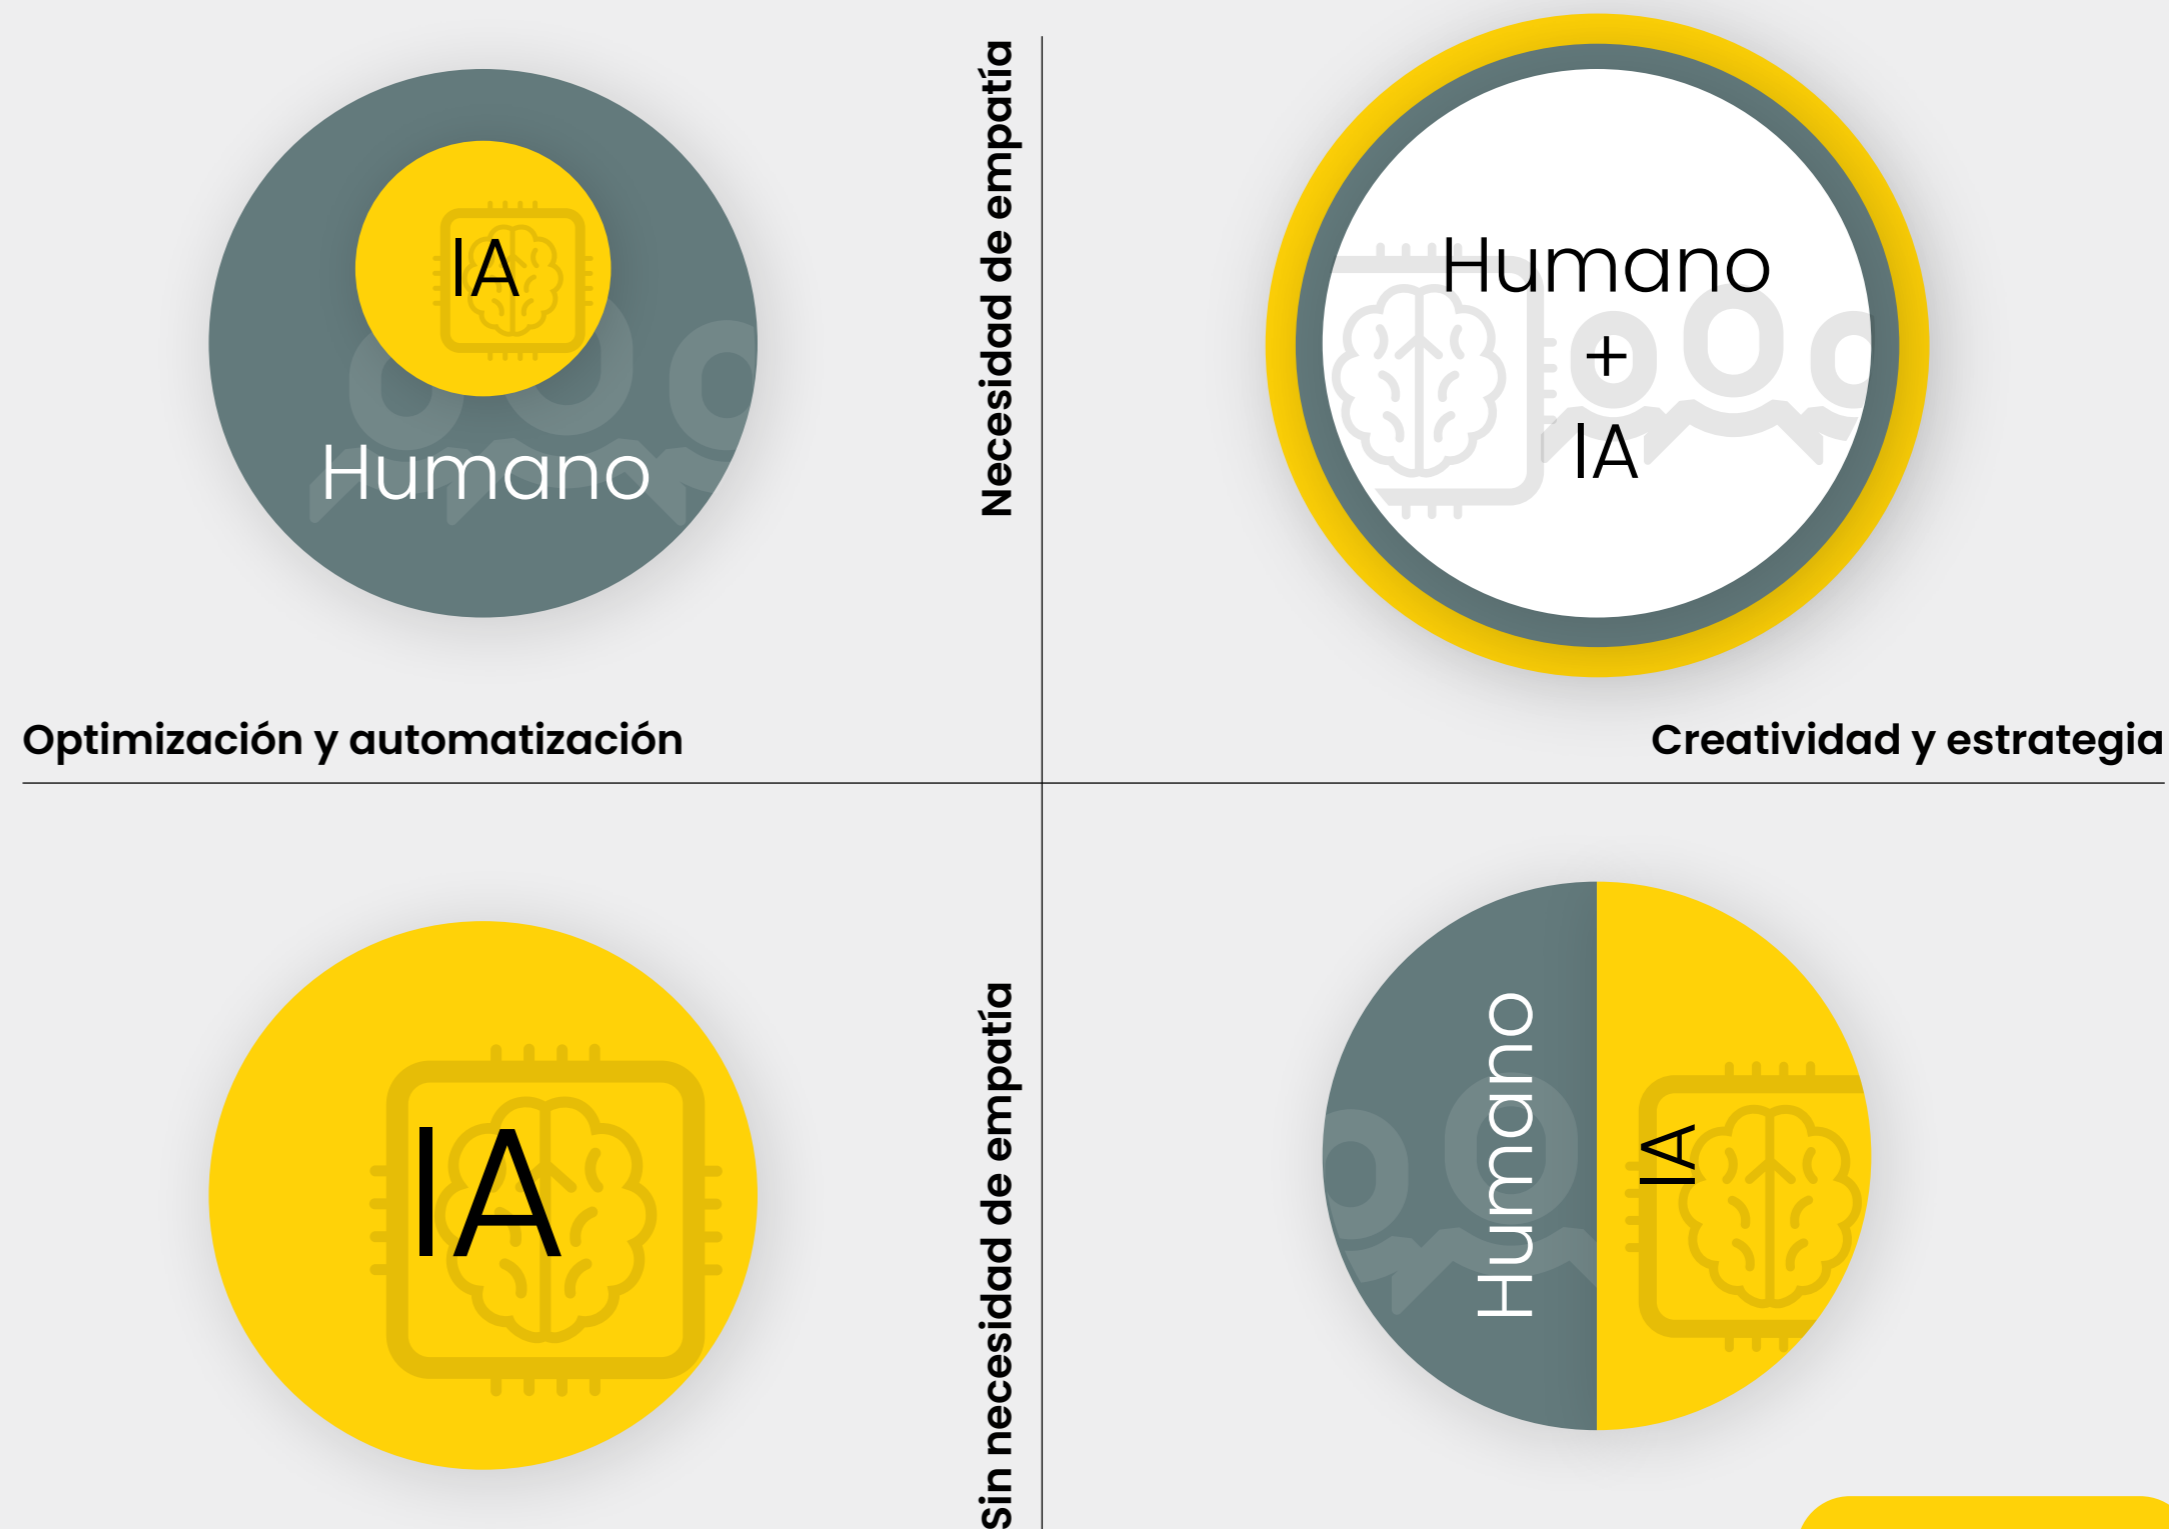 IA
Humano
Necesidad de empatía
Humano
+
IA
Optimización y automatización
Creatividad y estrategia
IA
Sin necesidad de empatía
Humano
IA